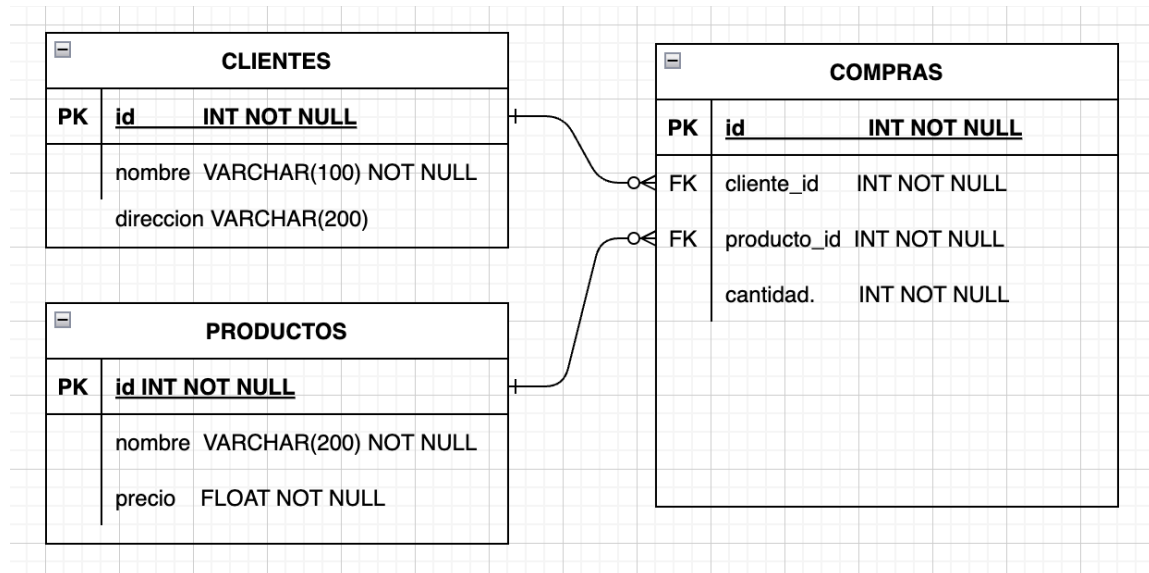 CLIENTES
PK id INT NOT NULL
nombre VARCHAR(100) NOT NULL
direccion VARCHAR(200)
PRODUCTOS
PK id INT NOT NULL
nombre VARCHAR(200) NOT NULL
precio FLOAT NOT NULL
COMPRAS
PK id INT NOT NULL
FK cliente_id INT NOT NULL
FK producto_id INT NOT NULL
cantidad. INT NOT NULL